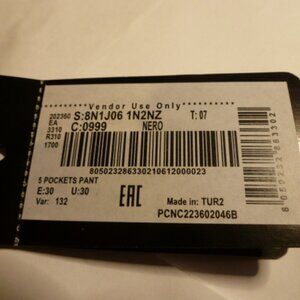 ***Vendor Use Only***
202360 S:8N1J06 1N2NZ T: 07
EA
3310 C:0999 NERO
R310
1700
805023286330210612000023
5 POCKETS PANT
E:30 U:30
Var: 132
EAC
Made in: TUR2
PCNC223602046B